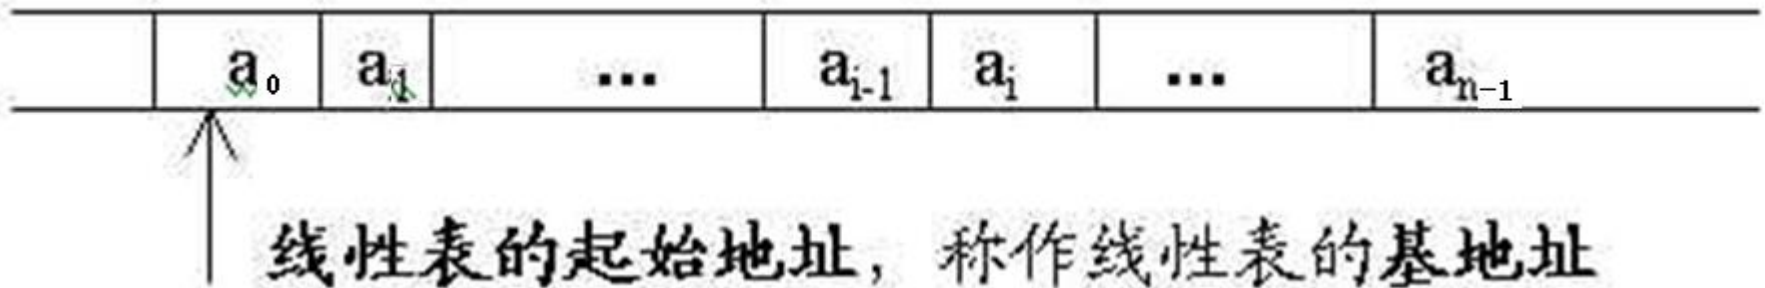 a₀ a₁ ... aᵢ₋₁ aᵢ ... aₙ₋₁
线性表的起始地址，称作线性表的基地址